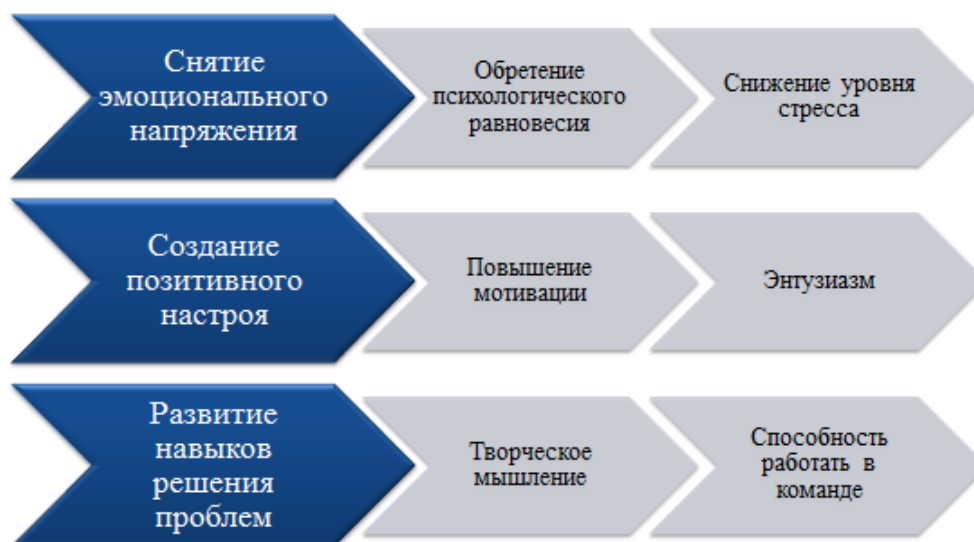 Снятие
эмоционального
напряжения
Обретение
психологического
равновесия
Снижение уровня
стресса
Создание
позитивного
настроя
Повышение
мотивации
Энтузиазм
Развитие
навыков
решения
проблем
Творческое
мышление
Способность
работать в
команде